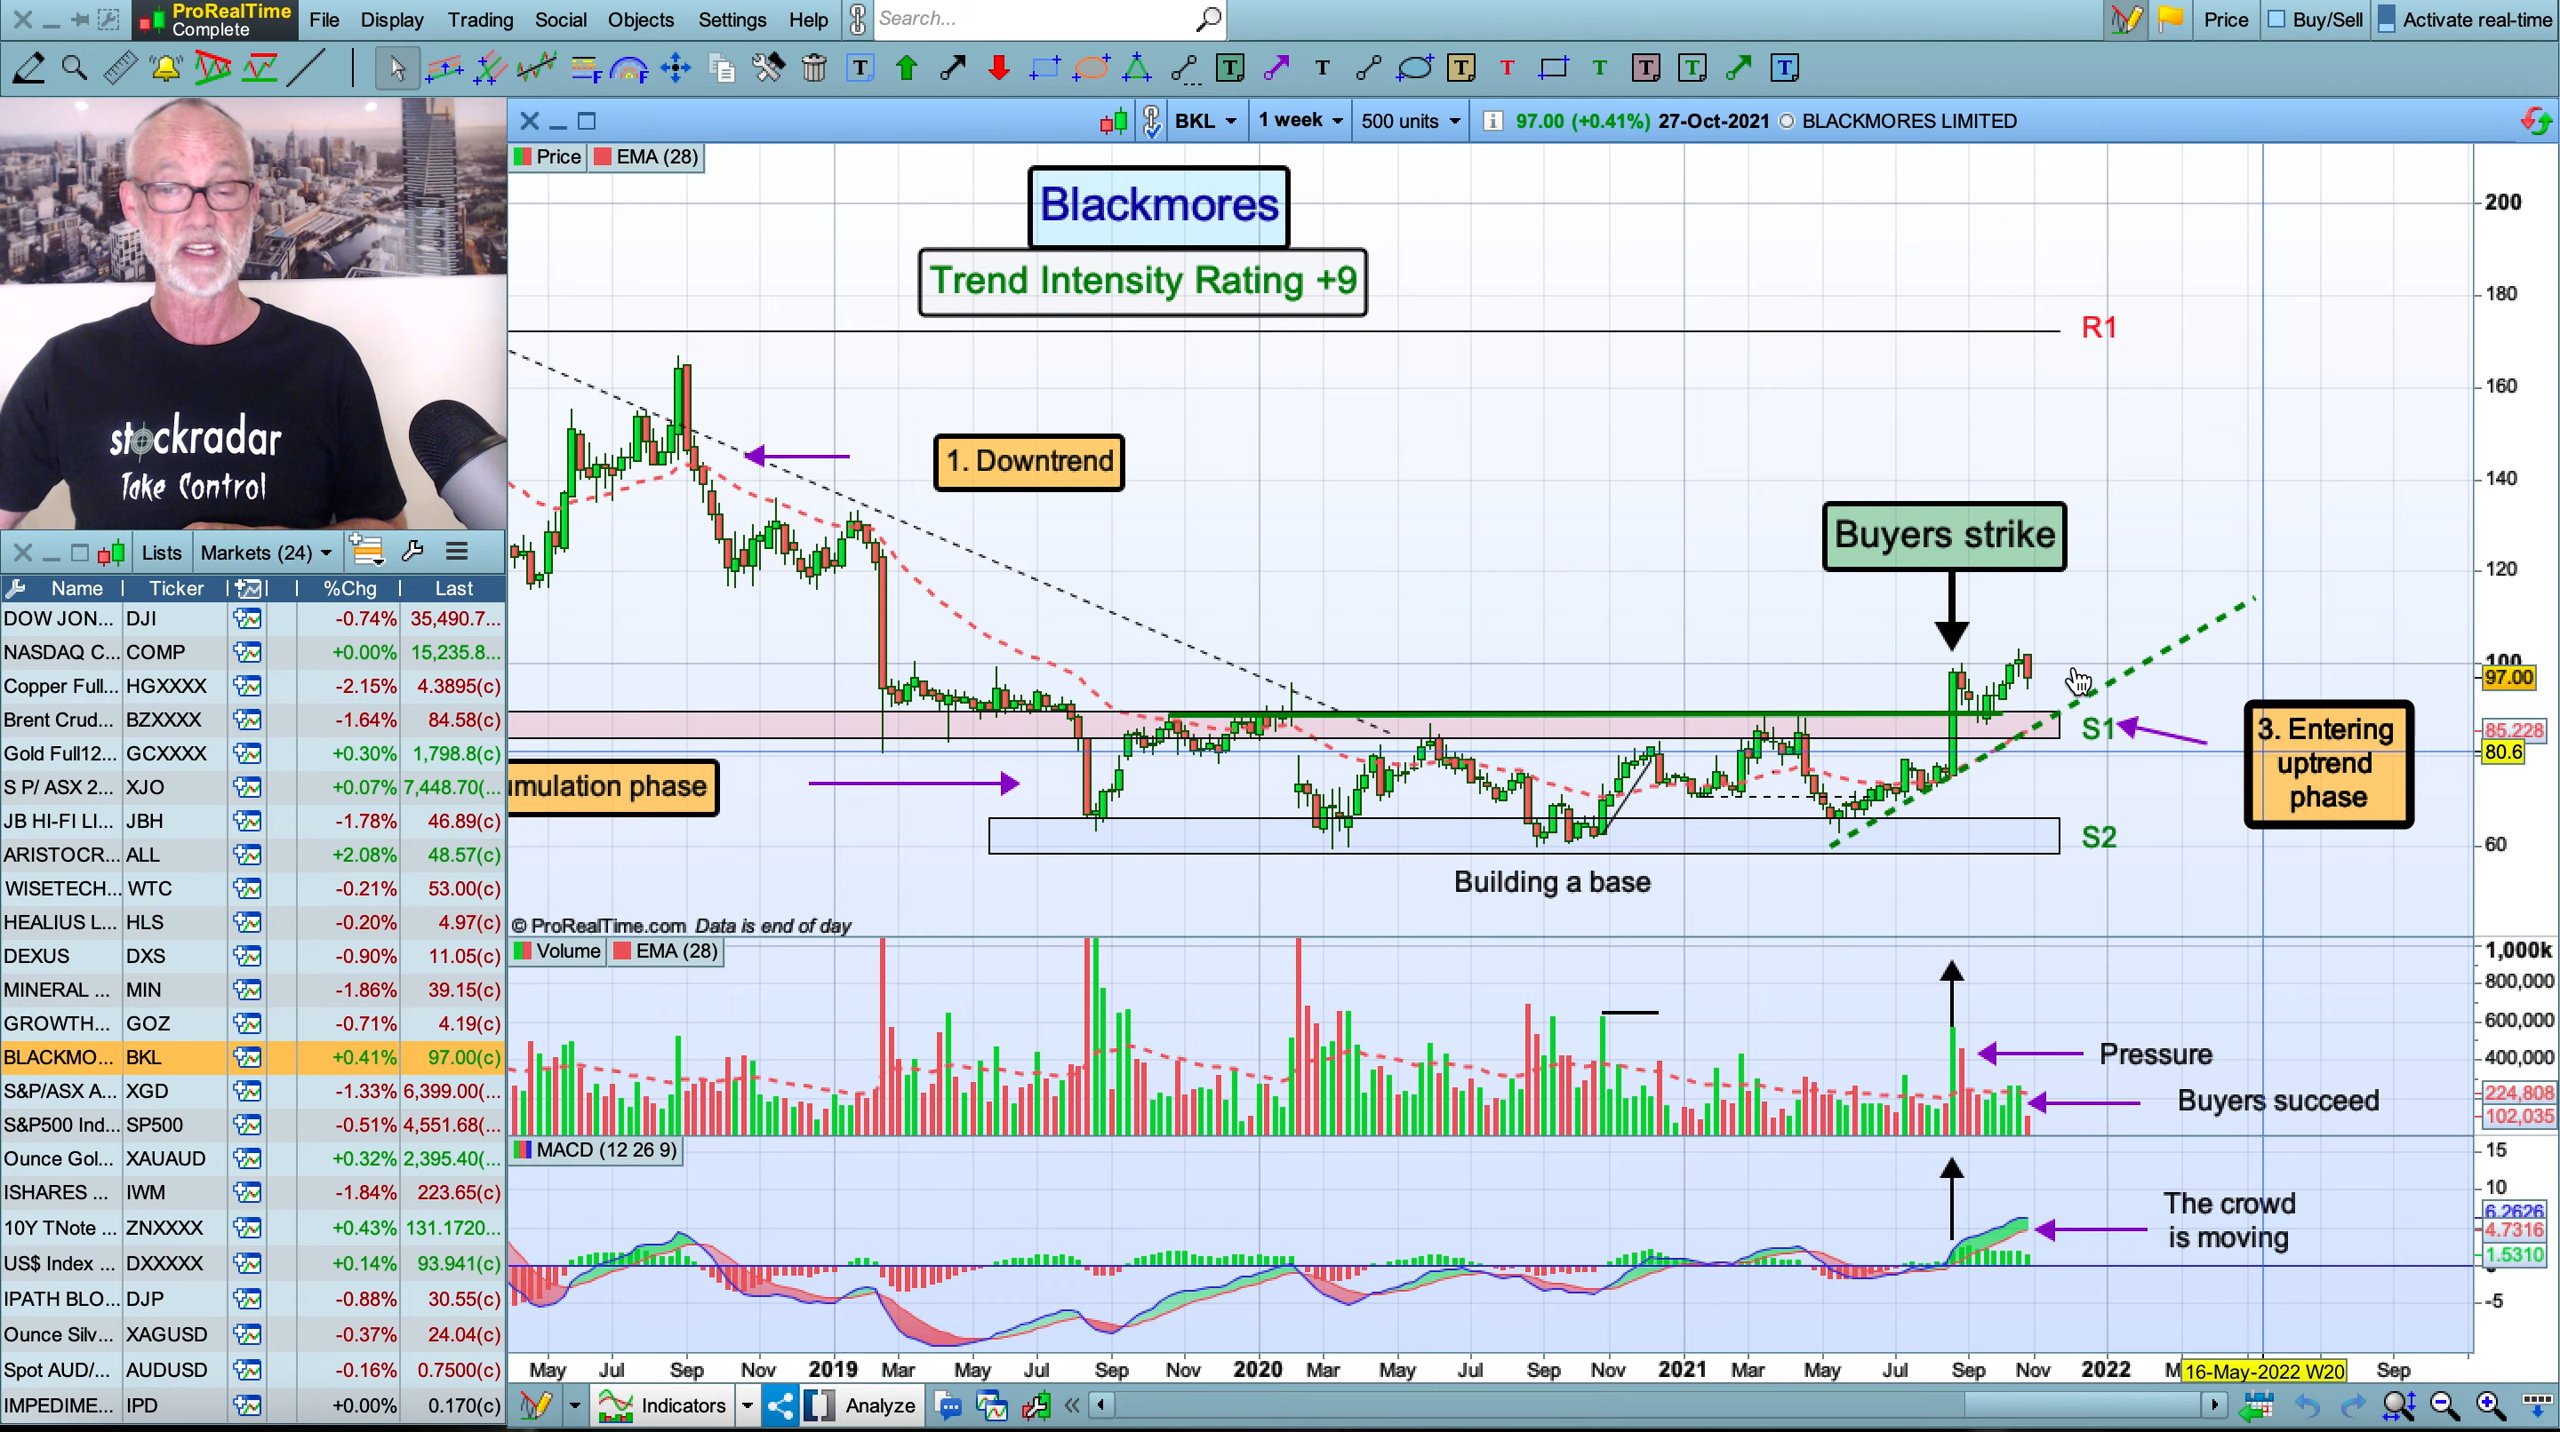 ProRealTime
Complete
File Display Trading Social Objects Settings Help
Search...
Price Buy/Sell Activate real-time
BKL 1 week 500 units 97.00 (+0.41%) 27-Oct-2021 BLACKMORES LIMITED
Price EMA (28)
Blackmores
Trend Intensity Rating +9
R1
1. Downtrend
Buyers strike
S1
3. Entering
uptrend
phase
umulation phase
S2
Building a base
200
180
160
140
120
100
97.00
85.228
80.6
60
© ProRealTime.com Data is end of day
stockradar
Take Control
Lists Markets (24)
Name Ticker %Chg Last
DOW JON... DJI -0.74% 35,490.7...
NASDAQ C... COMP +0.00% 15,235.8...
Copper Full... HGXXXX -2.15% 4.3895(c)
Brent Crud... BZXXXX -1.64% 84.58(c)
Gold Full12... GCXXXX +0.30% 1,798.8(c)
S P/ ASX 2... XJO +0.07% 7,448.70(...
JB HI-FI LI... JBH -1.78% 46.89(c)
ARISTOCR... ALL +2.08% 48.57(c)
WISETECH... WTC -0.21% 53.00(c)
HEALIUS L... HLS -0.20% 4.97(c)
DEXUS DXS -0.90% 11.05(c)
MINERAL ... MIN -1.86% 39.15(c)
GROWTH... GOZ -0.71% 4.19(c)
BLACKMO... BKL +0.41% 97.00(c)
S&P/ASX A... XGD -1.33% 6,399.00(...
S&P500 Ind... SP500 -0.51% 4,551.68(...
Ounce Gol... XAUAUD +0.32% 2,395.40(...
ISHARES ... IWM -1.84% 223.65(c)
10Y TNote ... ZNXXXX +0.43% 131.1720...
US$ Index ... DXXXXX +0.14% 93.941(c)
IPATH BLO... DJP -0.88% 30.55(c)
Ounce Silv... XAGUSD -0.37% 24.04(c)
Spot AUD/... AUDUSD -0.16% 0.7500(c)
IMPEDIME... IPD +0.00% 0.170(c)
Volume EMA (28)
1,000k
800,000
600,000
400,000
224,808
102,035
Pressure
Buyers succeed
MACD (12 26 9)
15
10
6.2626
4.7316
1.5310
-5
The crowd
is moving
May Jul Sep Nov 2019 Mar May Jul Sep Nov 2020 Mar May Jul Sep Nov 2021 Mar May Jul Sep Nov 2022 M 16-May-2022 W20 Sep
Indicators Analyze